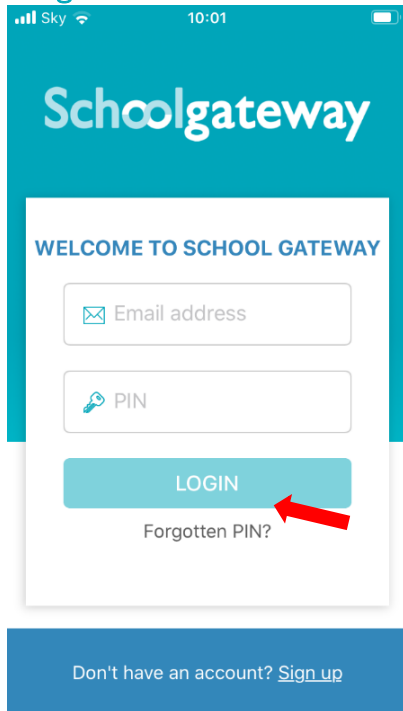 Sky 10:01
Schoolgateway
WELCOME TO SCHOOL GATEWAY
Email address
PIN
LOGIN
Forgotten PIN?
Don't have an account? Sign up